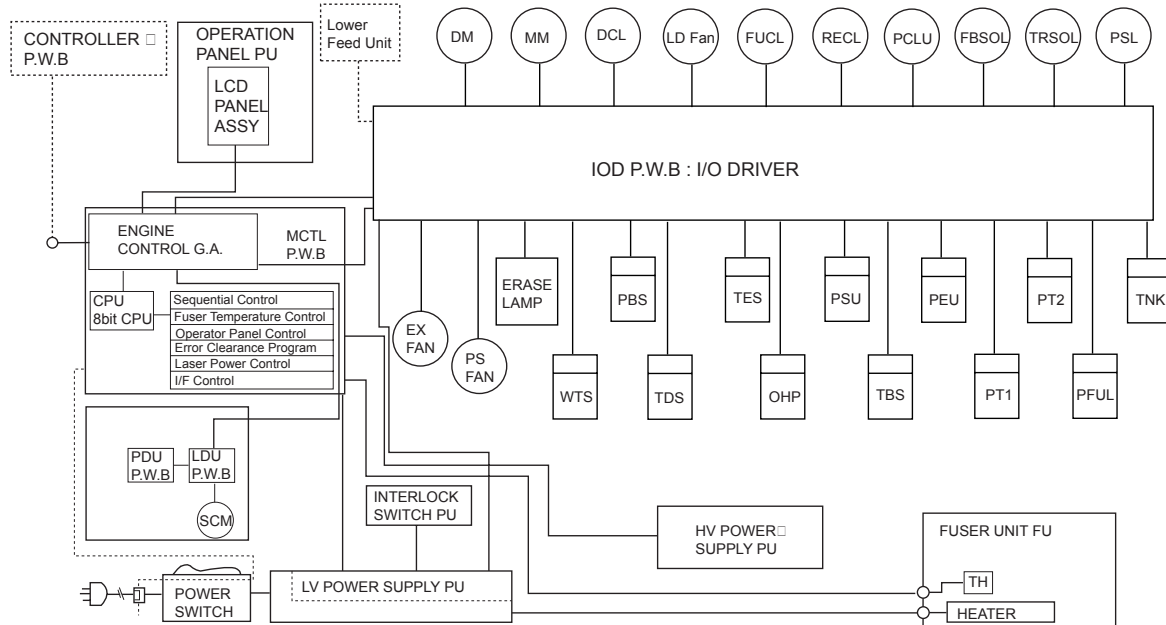 CONTROLLER □
P.W.B
OPERATION
PANEL PU
LCD
PANEL
ASSY
Lower
Feed Unit
DM
MM
DCL
LD Fan
FUCL
RECL
PCLU
FBSOL
TRSOL
PSL
IOD P.W.B : I/O DRIVER
ENGINE
CONTROL G.A.
MCTL
P.W.B
CPU
8bit CPU
Sequential Control
Fuser Temperature Control
Operator Panel Control
Error Clearance Program
Laser Power Control
I/F Control
EX
FAN
PS
FAN
ERASE
LAMP
PBS
TES
PSU
PEU
PT2
TNK
WTS
TDS
OHP
TBS
PT1
PFUL
PDU
P.W.B
LDU
P.W.B
SCM
INTERLOCK
SWITCH PU
HV POWER□
SUPPLY PU
FUSER UNIT FU
TH
HEATER
POWER
SWITCH
LV POWER SUPPLY PU